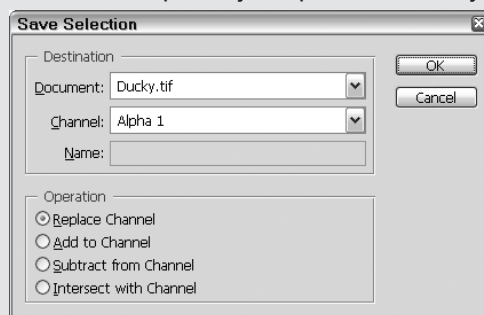 Save Selection
Destination
Document: Ducky.tif
Channel: Alpha 1
Name:
OK
Cancel
Operation
Replace Channel
Add to Channel
Subtract from Channel
Intersect with Channel